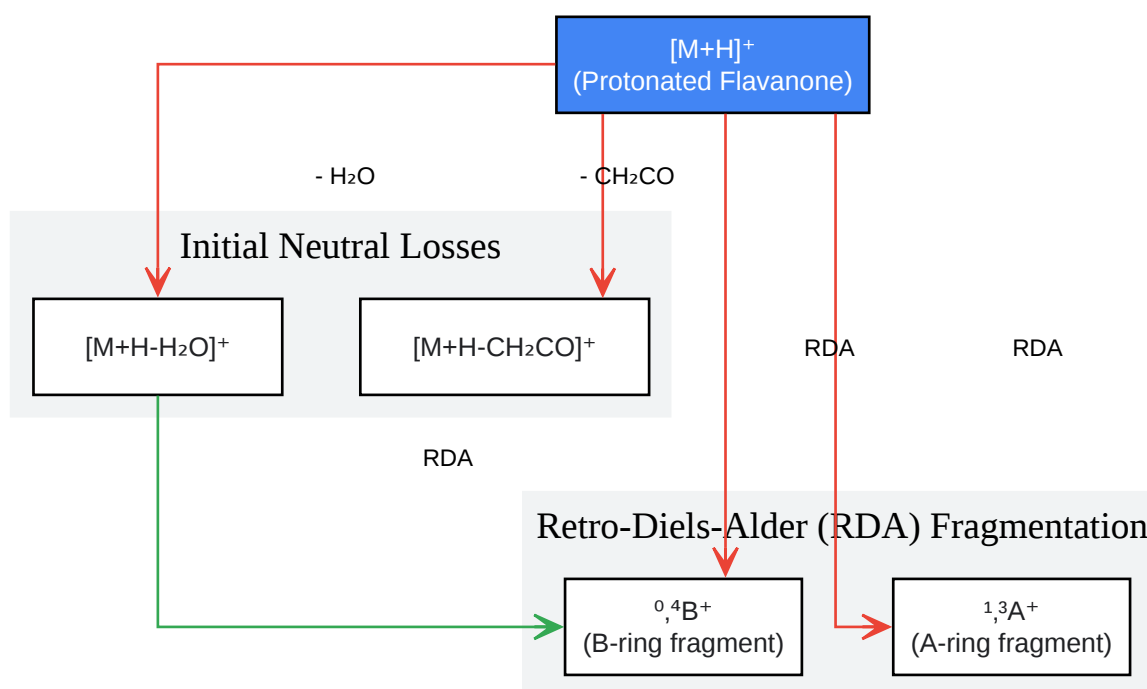 [M+H]⁺
(Protonated Flavanone)
- H₂O
- CH₂CO
Initial Neutral Losses
[M+H-H₂O]⁺
[M+H-CH₂CO]⁺
RDA
RDA
RDA
Retro-Diels-Alder (RDA) Fragmentation
⁰,⁴B⁺
(B-ring fragment)
¹,³A⁺
(A-ring fragment)